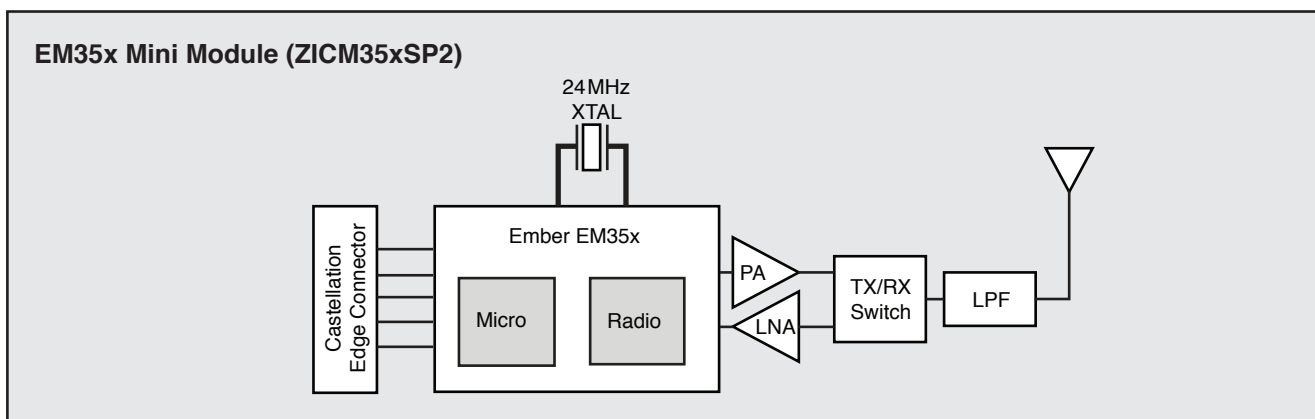 EM35x Mini Module (ZICM35xSP2)
24MHz
XTAL
Castellation
Edge Connector
Ember EM35x
Micro
Radio
PA
LNA
TX/RX
Switch
LPF